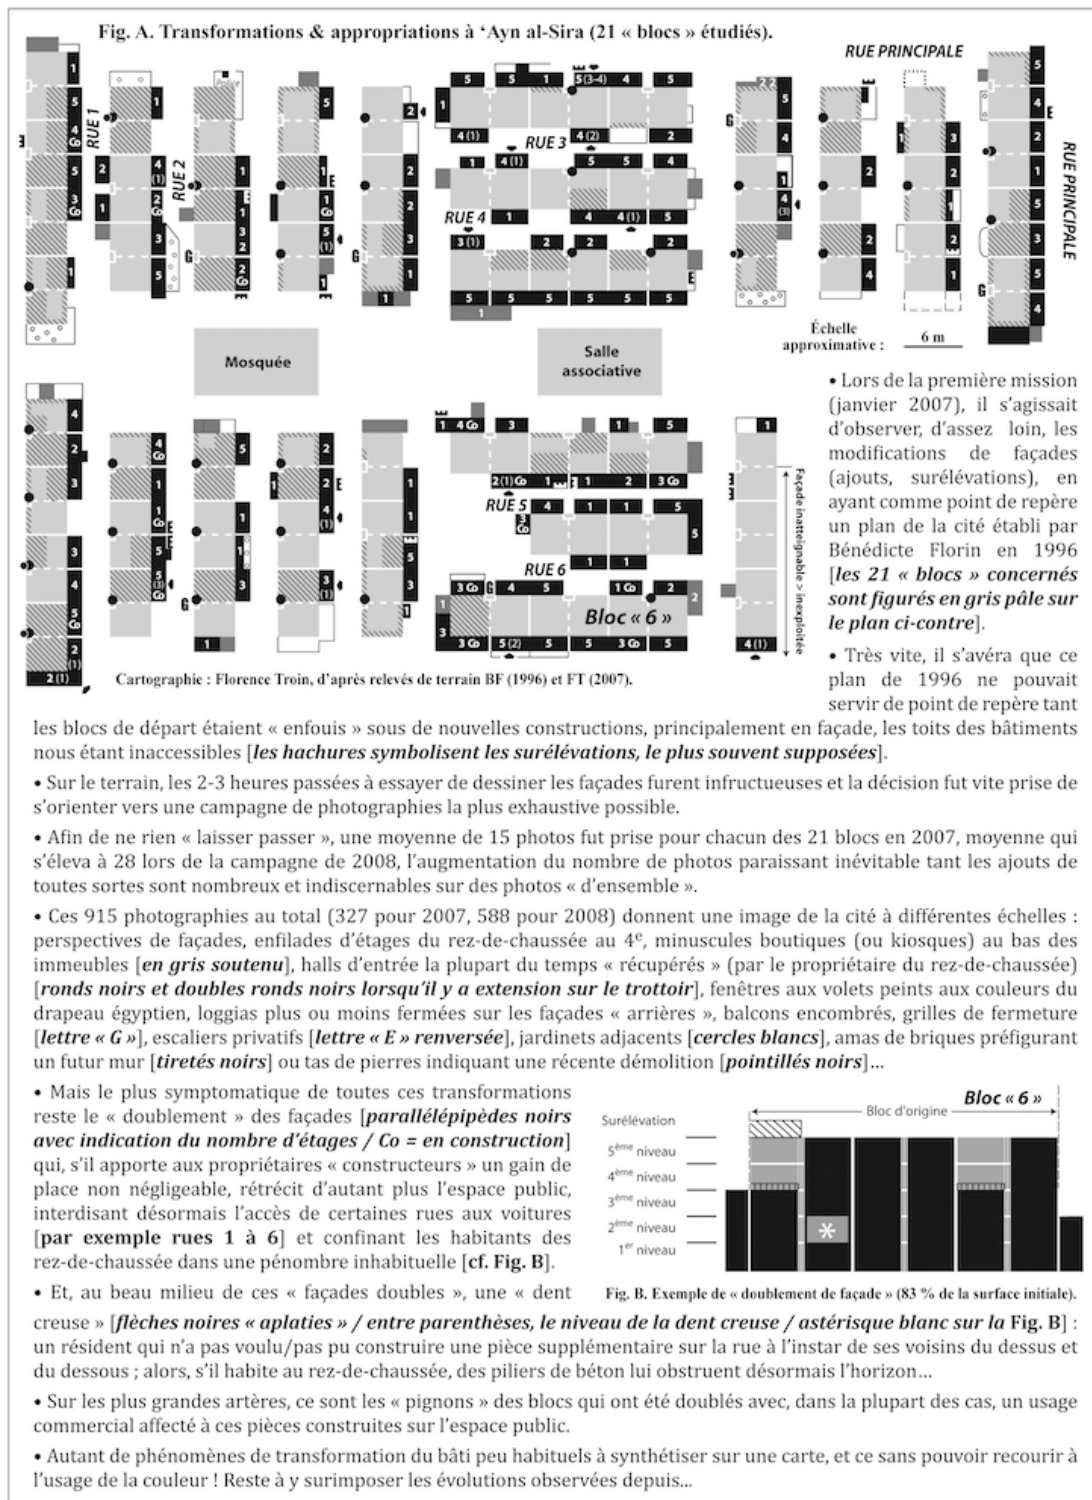 Fig. A. Transformations & appropriations à ‘Ayn al-Sira (21 « blocs » étudiés).
RUE PRINCIPALE
RUE 1
RUE 2
RUE 3
RUE 4
RUE PRINCIPALE
Échelle
approximative :
6 m
Mosquée
Salle
associative
RUE 5
RUE 6
Bloc « 6 »
Façade inatteignable > inexploitée
Cartographie : Florence Troin, d’après relevés de terrain BF (1996) et FT (2007).
• Lors de la première mission
(janvier 2007), il s’agissait
d’observer, d’assez loin, les
modifications de façades
(ajouts, surélévations), en
ayant comme point de repère
un plan de la cité établi par
Bénédicte Florin en 1996
[les 21 « blocs » concernés
sont figurés en gris pâle sur
le plan ci-contre].
• Très vite, il s’avéra que ce
plan de 1996 ne pouvait
servir de point de repère tant
les blocs de départ étaient « enfouis » sous de nouvelles constructions, principalement en façade, les toits des bâtiments
nous étant inaccessibles [les hachures symbolisent les surélévations, le plus souvent supposées].
• Sur le terrain, les 2-3 heures passées à essayer de dessiner les façades furent infructueuses et la décision fut vite prise de
s’orienter vers une campagne de photographies la plus exhaustive possible.
• Afin de ne rien « laisser passer », une moyenne de 15 photos fut prise pour chacun des 21 blocs en 2007, moyenne qui
s’éleva à 28 lors de la campagne de 2008, l’augmentation du nombre de photos paraissant inévitable tant les ajouts de
toutes sortes sont nombreux et indiscernables sur des photos « d’ensemble ».
• Ces 915 photographies au total (327 pour 2007, 588 pour 2008) donnent une image de la cité à différentes échelles :
perspectives de façades, enfilades d’étages du rez-de-chaussée au 4e, minuscules boutiques (ou kiosques) au bas des
immeubles [en gris soutenu], halls d’entrée la plupart du temps « récupérés » (par le propriétaire du rez-de-chaussée)
[ronds noirs et doubles ronds noirs lorsqu’il y a extension sur le trottoir], fenêtres aux volets peints aux couleurs du
drapeau égyptien, loggias plus ou moins fermées sur les façades « arrières », balcons encombrés, grilles de fermeture
[lettre « G »], escaliers privatifs [lettre « E » renversée], jardinets adjacents [cercles blancs], amas de briques préfigurant
un futur mur [tiretés noirs] ou tas de pierres indiquant une récente démolition [pointillés noirs]...
• Mais le plus symptomatique de toutes ces transformations
reste le « doublement » des façades [parallélépipèdes noirs
avec indication du nombre d’étages / Co = en construction]
qui, s’il apporte aux propriétaires « constructeurs » un gain de
place non négligeable, rétrécit d’autant plus l’espace public,
interdisant désormais l’accès de certaines rues aux voitures
[par exemple rues 1 à 6] et confinant les habitants des
rez-de-chaussée dans une pénombre inhabituelle [cf. Fig. B].
Bloc « 6 »
Bloc d’origine
Surélévation
5ème niveau
4ème niveau
3ème niveau
2ème niveau
1er niveau
*
Fig. B. Exemple de « doublement de façade » (83 % de la surface initiale).
• Et, au beau milieu de ces « façades doubles », une « dent
creuse » [flèches noires « aplaties » / entre parenthèses, le niveau de la dent creuse / astérisque blanc sur la Fig. B] :
un résident qui n’a pas voulu/pas pu construire une pièce supplémentaire sur la rue à l’instar de ses voisins du dessus et
du dessous ; alors, s’il habite au rez-de-chaussée, des piliers de béton lui obstruent désormais l’horizon...
• Sur les plus grandes artères, ce sont les « pignons » des blocs qui ont été doublés avec, dans la plupart des cas, un usage
commercial affecté à ces pièces construites sur l’espace public.
• Autant de phénomènes de transformation du bâti peu habituels à synthétiser sur une carte, et ce sans pouvoir recourir à
l’usage de la couleur ! Reste à y surimposer les évolutions observées depuis...